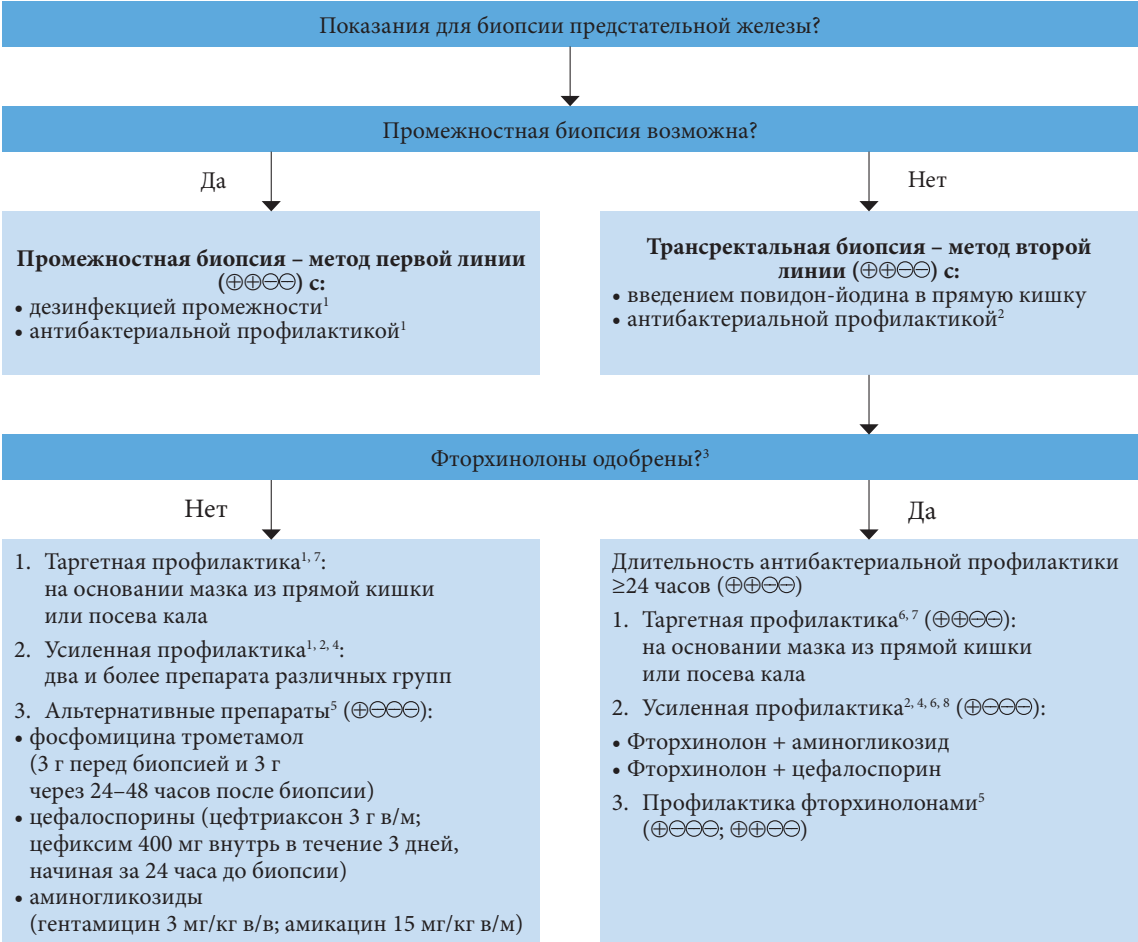 Показания для биопсии предстательной железы?
Промежностная биопсия возможна?
Да
Нет
Промежностная биопсия – метод первой линии
(⊕⊕⊖⊖) с:
• дезинфекцией промежности¹
• антибактериальной профилактикой¹
Трансректальная биопсия – метод второй
линии (⊕⊕⊖⊖) с:
• введением повидон-йодина в прямую кишку
• антибактериальной профилактикой²
Фторхинолоны одобрены?³
Нет
Да
1. Таргетная профилактика¹, ⁷:
на основании мазка из прямой кишки
или посева кала
2. Усиленная профилактика¹, ², ⁴:
два и более препарата различных групп
3. Альтернативные препараты⁵ (⊕⊖⊖⊖):
• фосфомицина трометамол
(3 г перед биопсией и 3 г
через 24–48 часов после биопсии)
• цефалоспорины (цефтриаксон 3 г в/м;
цефиксим 400 мг внутрь в течение 3 дней,
начиная за 24 часа до биопсии)
• аминогликозиды
(гентамицин 3 мг/кг в/в; амикацин 15 мг/кг в/м)
Длительность антибактериальной профилактики
≥24 часов (⊕⊕⊖⊖)
1. Таргетная профилактика⁶, ⁷ (⊕⊕⊖⊖):
на основании мазка из прямой кишки
или посева кала
2. Усиленная профилактика², ⁴, ⁶, ⁸ (⊕⊖⊖⊖):
• Фторхинолон + аминогликозид
• Фторхинолон + цефалоспорин
3. Профилактика фторхинолонами⁵
(⊕⊖⊖⊖; ⊕⊕⊖⊖)